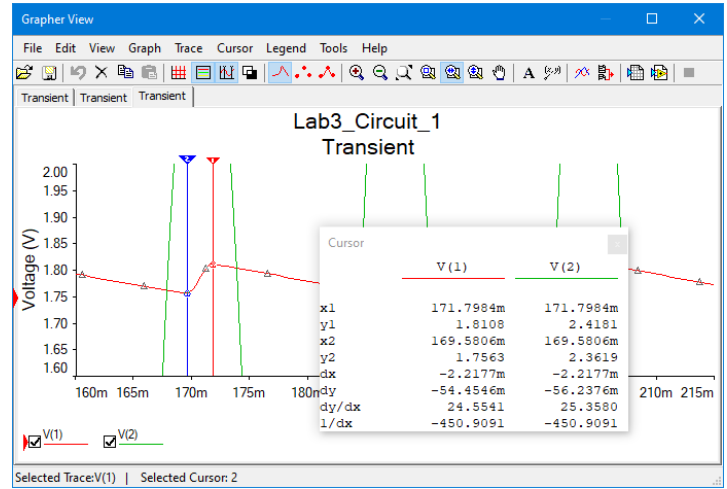 Grapher View
File Edit View Graph Trace Cursor Legend Tools Help
A (x,y)
Transient Transient Transient
Lab3_Circuit_1
Transient
2 1
Voltage (V)
2.00
1.95
1.90
1.85
1.80
1.75
1.70
1.65
1.60
160m 165m 170m 175m 180m 210m 215m
Cursor
V(1) V(2)
x1 171.7984m 171.7984m
y1 1.8108 2.4181
x2 169.5806m 169.5806m
y2 1.7563 2.3619
dx -2.2177m -2.2177m
dy -54.4546m -56.2376m
dy/dx 24.5541 25.3580
1/dx -450.9091 -450.9091
V(1) V(2)
Selected Trace:V(1) | Selected Cursor: 2